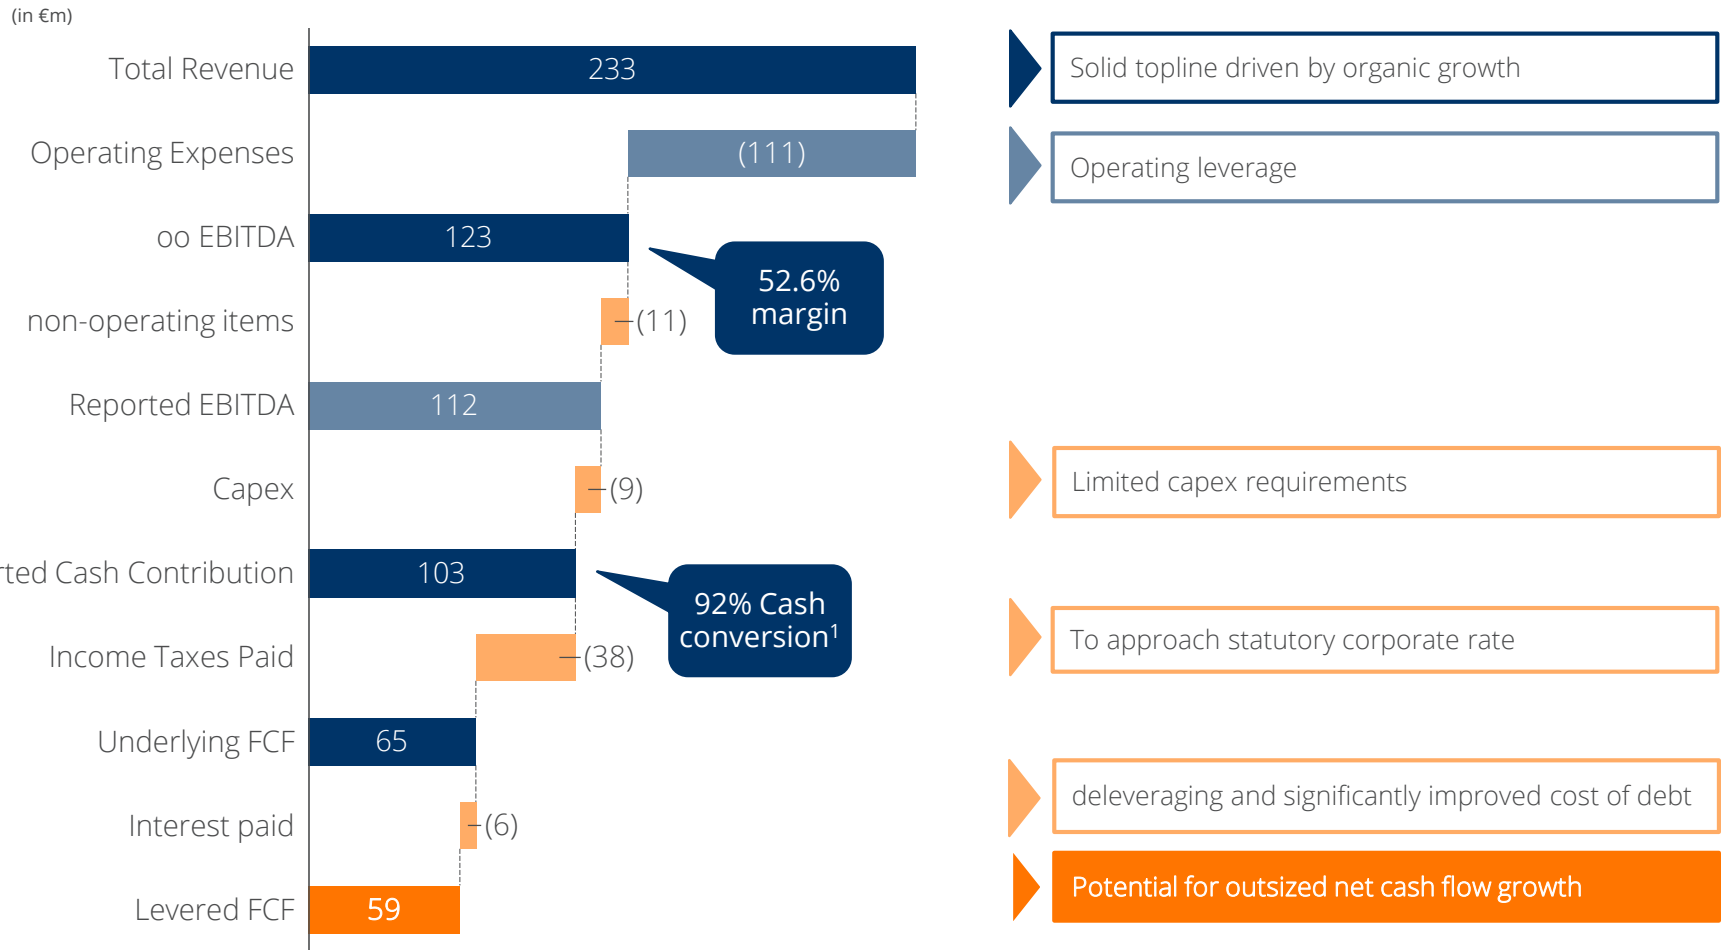 (in €m)
Total Revenue
233
Solid topline driven by organic growth
Operating Expenses
(111)
Operating leverage
oo EBITDA
123
52.6%
margin
non-operating items
(11)
Reported EBITDA
112
Capex
(9)
Limited capex requirements
rted Cash Contribution
103
92% Cash
conversion¹
Income Taxes Paid
(38)
To approach statutory corporate rate
Underlying FCF
65
deleveraging and significantly improved cost of debt
Interest paid
(6)
Levered FCF
59
Potential for outsized net cash flow growth